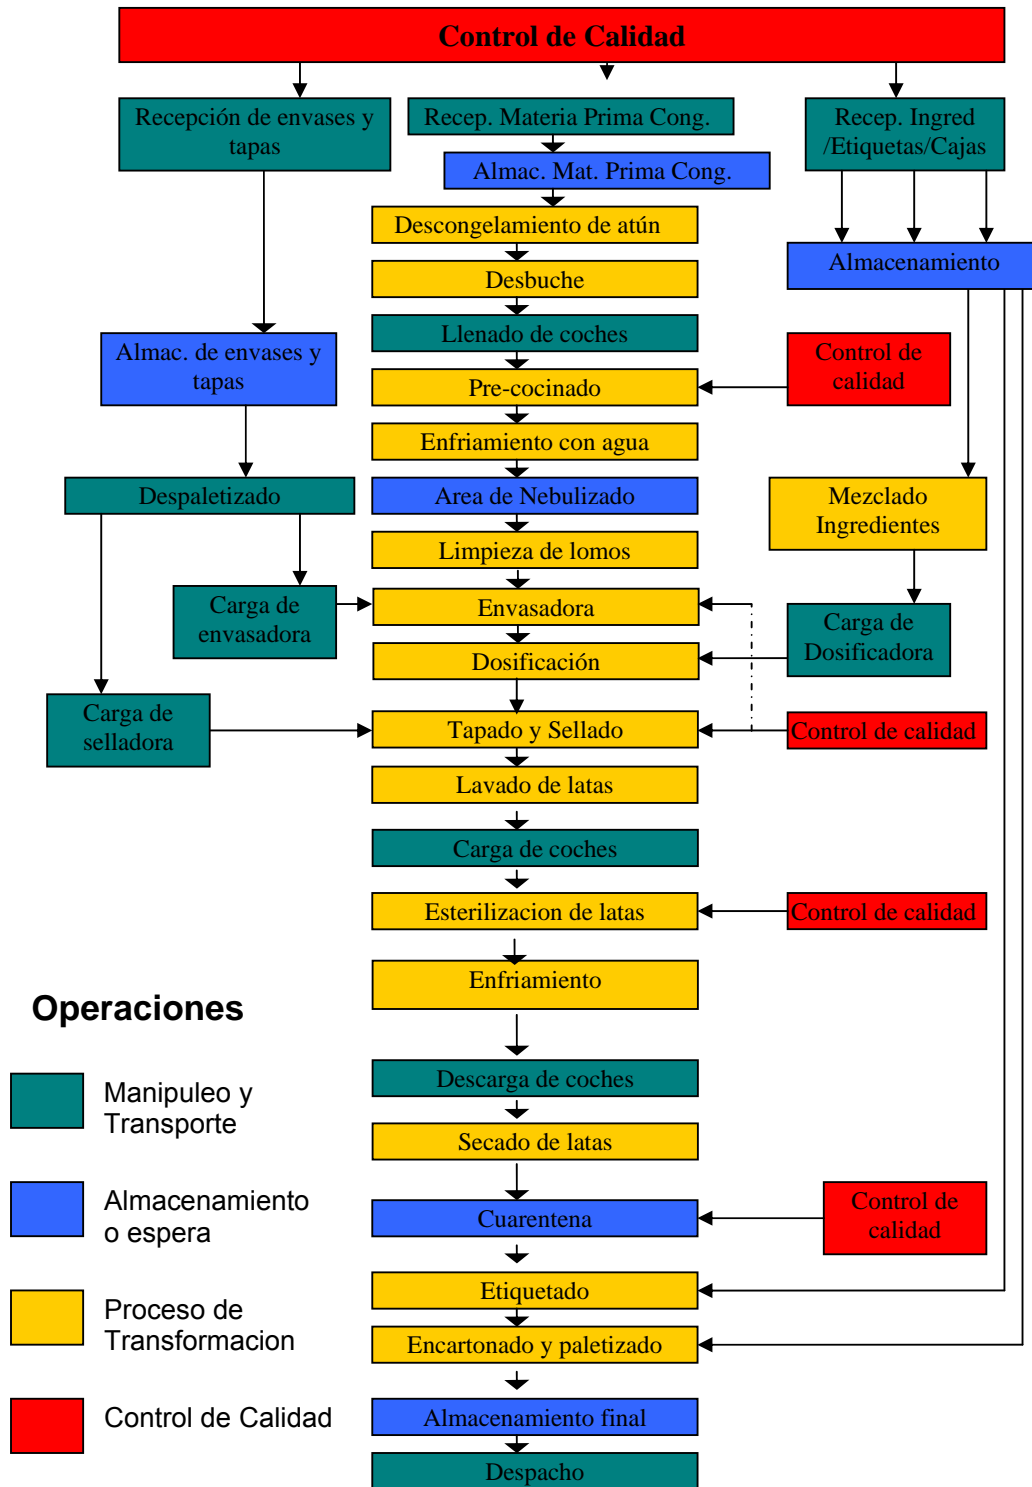 Control de Calidad
Recepción de envases y
tapas
Recep. Materia Prima Cong.
Recep. Ingred
/Etiquetas/Cajas
Almac. Mat. Prima Cong.
Descongelamiento de atún
Almacenamiento
Desbuche
Llenado de coches
Almac. de envases y
tapas
Control de
calidad
Pre-cocinado
Enfriamiento con agua
Despaletizado
Area de Nebulizado
Mezclado
Ingredientes
Limpieza de lomos
Carga de
envasadora
Envasadora
Carga de
Dosificadora
Dosificación
Carga de
selladora
Tapado y Sellado
Control de calidad
Lavado de latas
Carga de coches
Esterilizacion de latas
Control de calidad
Enfriamiento
Operaciones
Descarga de coches
Manipuleo y
Transporte
Secado de latas
Almacenamiento
o espera
Cuarentena
Control de
calidad
Etiquetado
Proceso de
Transformacion
Encartonado y paletizado
Control de Calidad
Almacenamiento final
Despacho